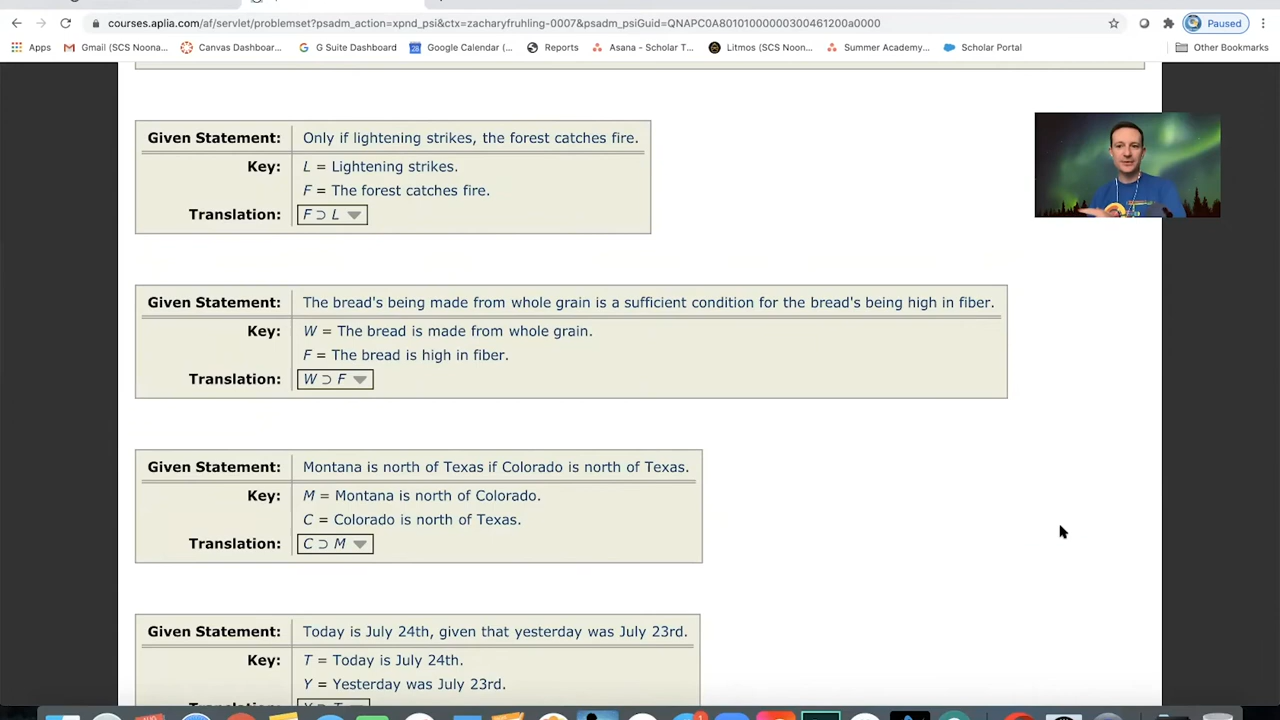 courses.aplia.com/af/servlet/problemset?psadm_action=xpnd_psi&ctx=zacharyfruhling-0007&psadm_psiGuid=QNAPC0A80101000000300461200a0000
Paused
Apps
Gmail (SCS Noona...
Canvas Dashboar...
G Suite Dashboard
Google Calendar (...
Reports
Asana - Scholar T...
Litmos (SCS Noon...
Summer Academy...
Scholar Portal
Other Bookmarks
Given Statement: Only if lightening strikes, the forest catches fire.
Key: L = Lightening strikes.
F = The forest catches fire.
Translation: F ⊃ L
Given Statement: The bread's being made from whole grain is a sufficient condition for the bread's being high in fiber.
Key: W = The bread is made from whole grain.
F = The bread is high in fiber.
Translation: W ⊃ F
Given Statement: Montana is north of Texas if Colorado is north of Texas.
Key: M = Montana is north of Colorado.
C = Colorado is north of Texas.
Translation: C ⊃ M
Given Statement: Today is July 24th, given that yesterday was July 23rd.
Key: T = Today is July 24th.
Y = Yesterday was July 23rd.